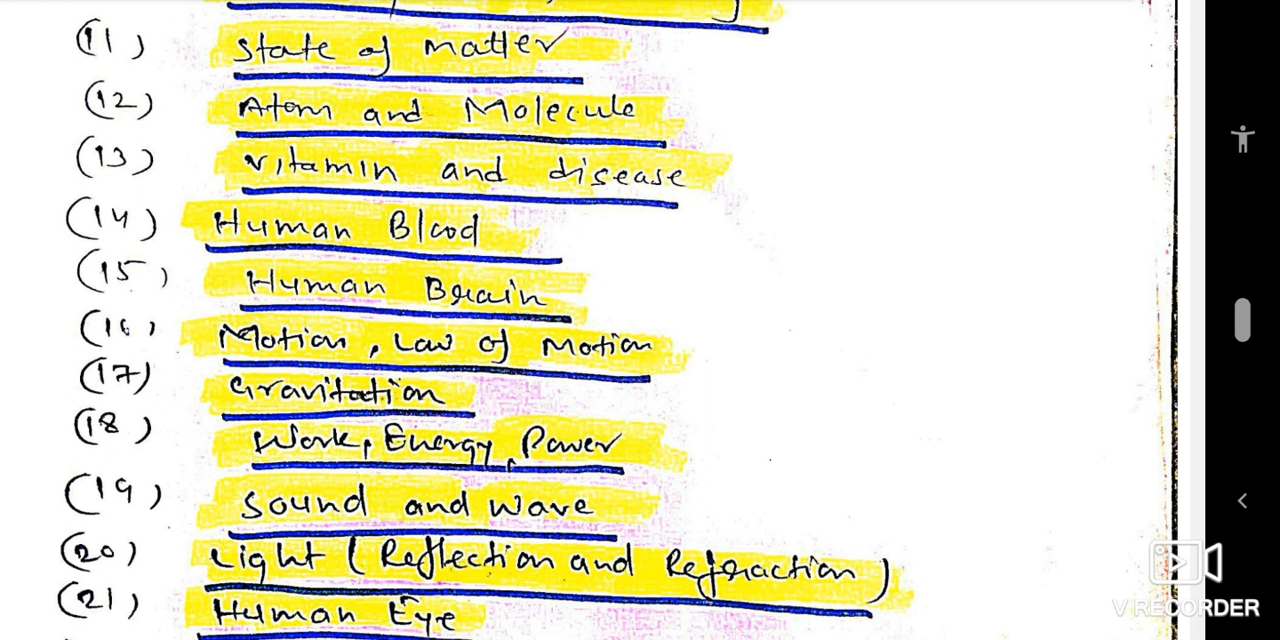 (11) State of matter
(12) Atom and Molecule
(13) vitamin and disease
(14) Human Blood
(15) Human Brain
(16) Motion, Law of Motion
(17) Gravitation
(18) Work, Energy, Power
(19) Sound and Wave
(20) Light (Reflection and Refraction)
(21) Human Eye
V RECORDER